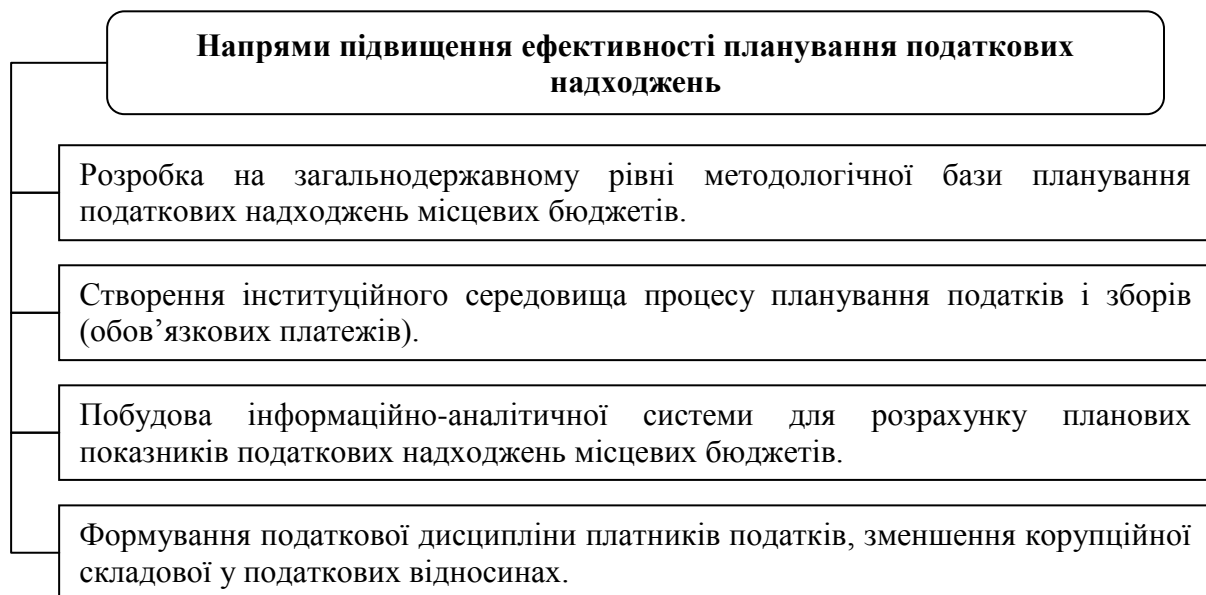 Напрями підвищення ефективності планування податкових
надходжень
Розробка на загальнодержавному рівні методологічної бази планування
податкових надходжень місцевих бюджетів.
Створення інституційного середовища процесу планування податків і зборів
(обов’язкових платежів).
Побудова інформаційно-аналітичної системи для розрахунку планових
показників податкових надходжень місцевих бюджетів.
Формування податкової дисципліни платників податків, зменшення корупційної
складової у податкових відносинах.